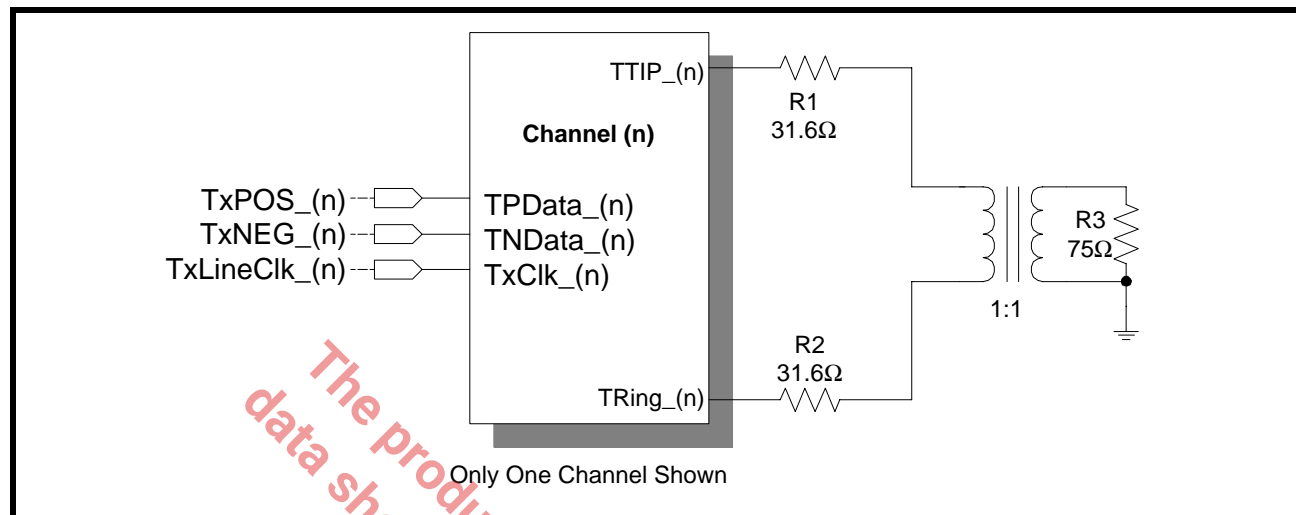 TTIP_(n)
R1
31.6Ω
Channel (n)
TxPOS_(n)
TPData_(n)
TxNEG_(n)
TNData_(n)
TxLineClk_(n)
TxClk_(n)
R3
75Ω
1:1
R2
31.6Ω
TRing_(n)
The produ
data sh
Only One Channel Shown